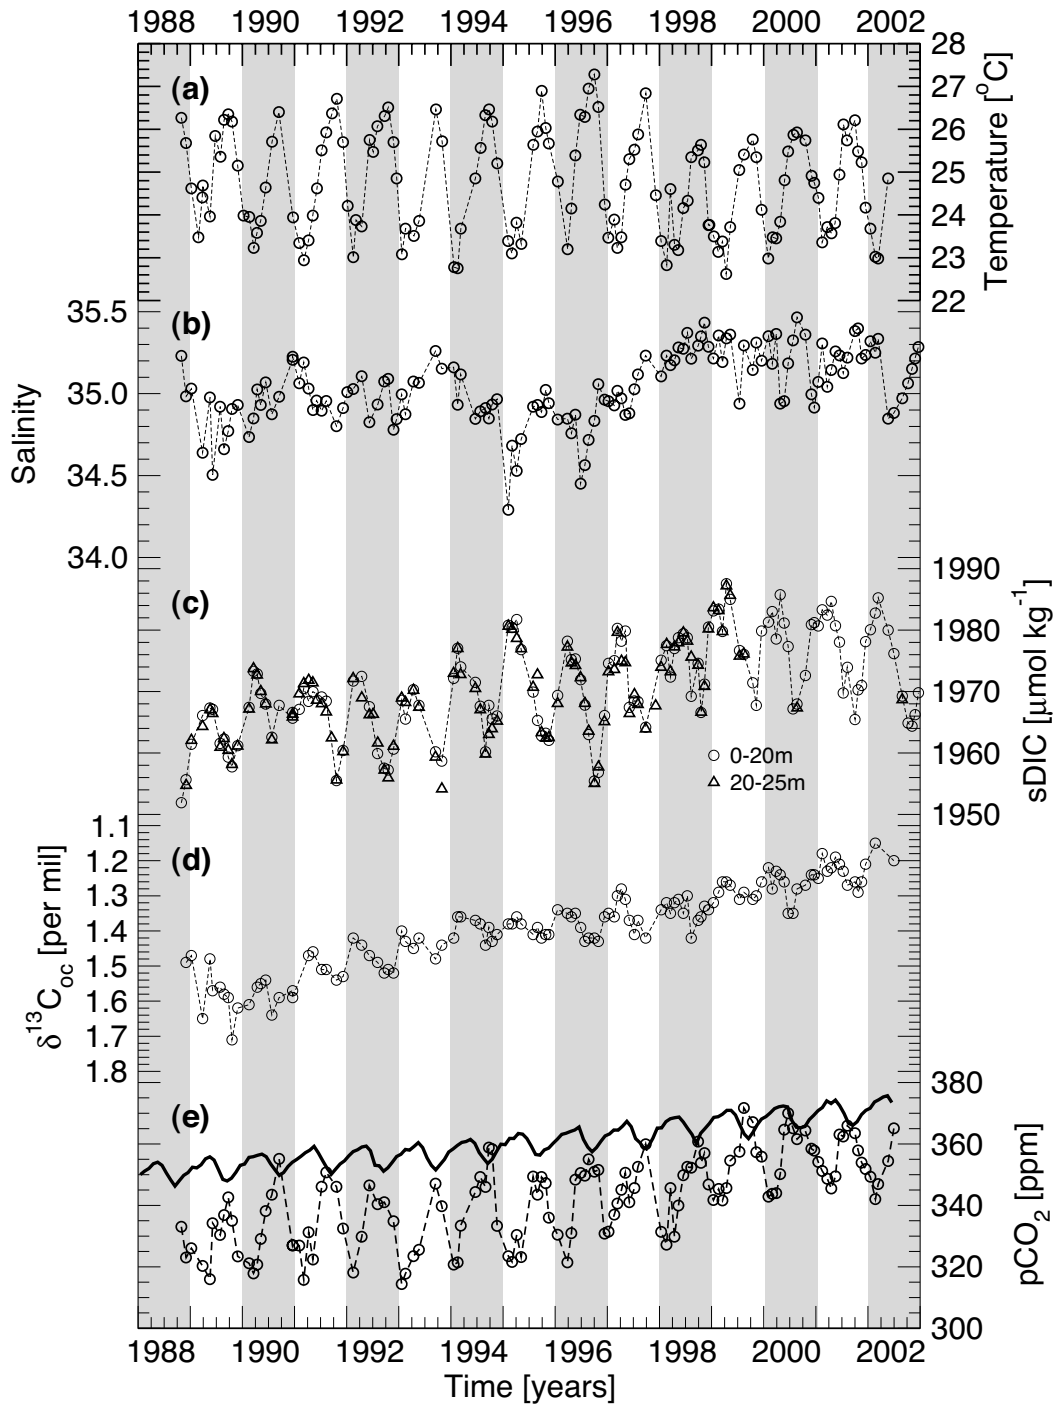 1988 1990 1992 1994 1996 1998 2000 2002
(a)
28
27
26
25
24
23
22
Temperature [°C]
(b)
35.5
35.0
34.5
34.0
Salinity
(c)
1990
1980
1970
1960
1950
sDIC [μmol kg⁻¹]
0-20m
20-25m
(d)
1.1
1.2
1.3
1.4
1.5
1.6
1.7
1.8
δ¹³Coc [per mil]
(e)
380
360
340
320
300
pCO₂ [ppm]
1988 1990 1992 1994 1996 1998 2000 2002
Time [years]